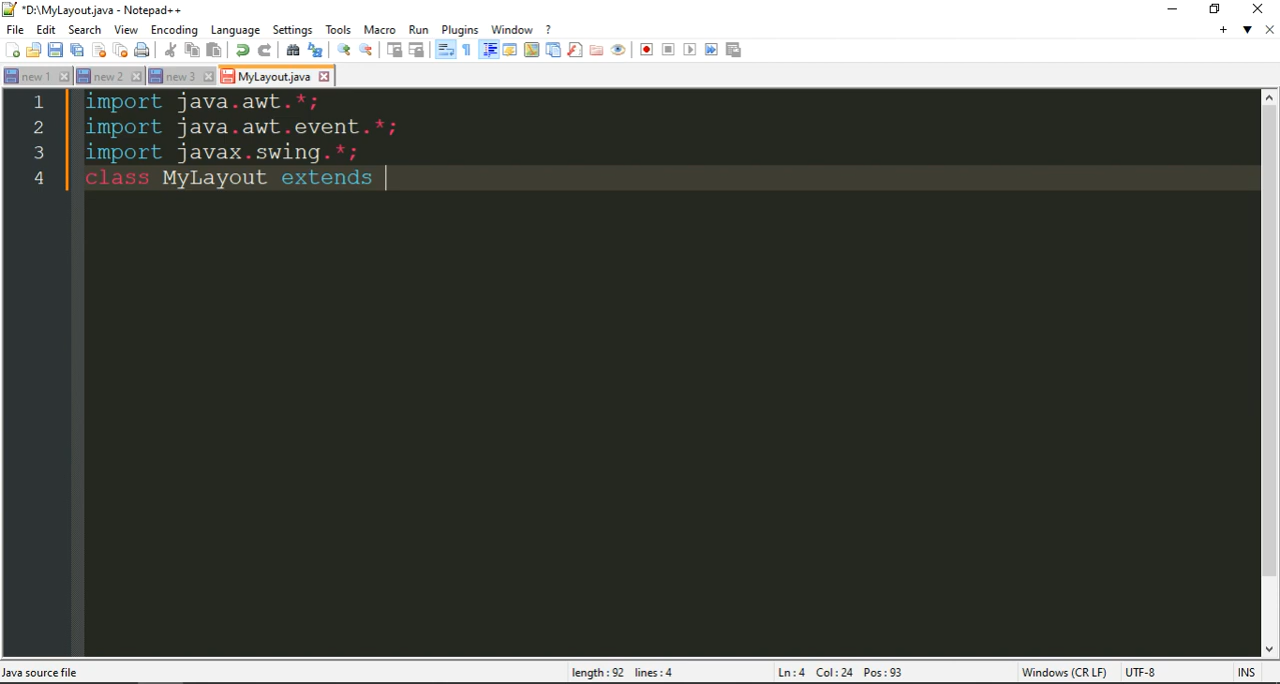 *D:\MyLayout.java - Notepad++
File Edit Search View Encoding Language Settings Tools Macro Run Plugins Window ?
new 1 new 2 new 3 MyLayout.java
1 import java.awt.*;
2 import java.awt.event.*;
3 import javax.swing.*;
4 class MyLayout extends
Java source file length : 92 lines : 4 Ln : 4 Col : 24 Pos : 93 Windows (CR LF) UTF-8 INS